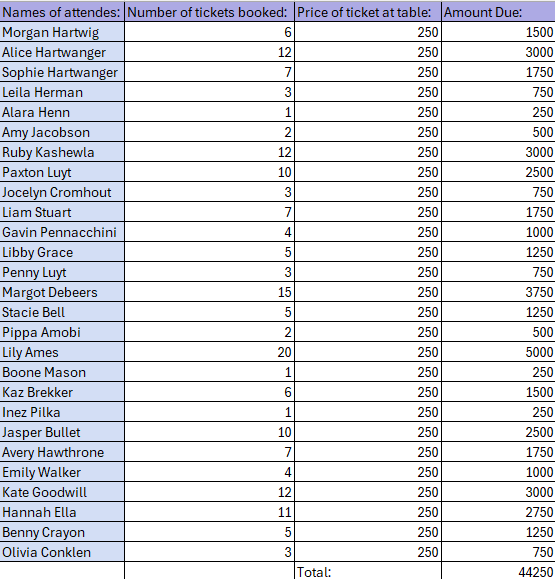 Names of attendes: Number of tickets booked: Price of ticket at table: Amount Due:
Morgan Hartwig 6 250 1500
Alice Hartwanger 12 250 3000
Sophie Hartwanger 7 250 1750
Leila Herman 3 250 750
Alara Henn 1 250 250
Amy Jacobson 2 250 500
Ruby Kashewla 12 250 3000
Paxton Luyt 10 250 2500
Jocelyn Cromhout 3 250 750
Liam Stuart 7 250 1750
Gavin Pennacchini 4 250 1000
Libby Grace 5 250 1250
Penny Luyt 3 250 750
Margot Debeers 15 250 3750
Stacie Bell 5 250 1250
Pippa Amobi 2 250 500
Lily Ames 20 250 5000
Boone Mason 1 250 250
Kaz Brekker 6 250 1500
Inez Pilka 1 250 250
Jasper Bullet 10 250 2500
Avery Hawthrone 7 250 1750
Emily Walker 4 250 1000
Kate Goodwill 12 250 3000
Hannah Ella 11 250 2750
Benny Crayon 5 250 1250
Olivia Conklen 3 250 750
Total: 44250